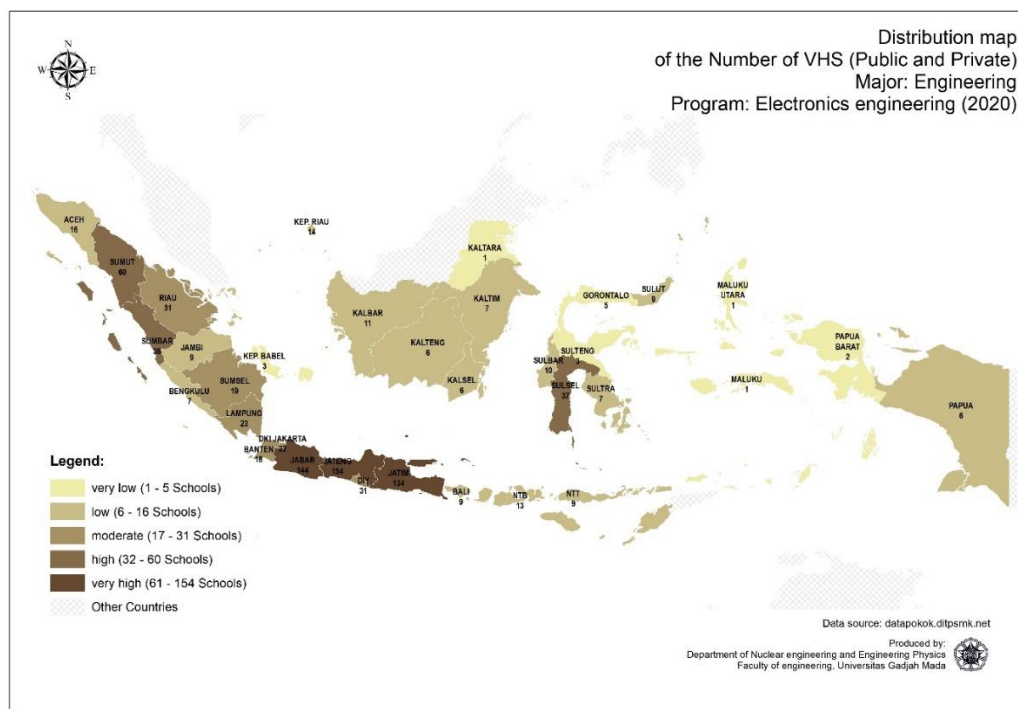 N
W E
S
Distribution map
of the Number of VHS (Public and Private)
Major: Engineering
Program: Electronics engineering (2020)
ACEH
16
SUMUT
60
KEP. RIAU
14
RIAU
31
SUMBAR
JAMBI
9
KEP. BABEL
3
SUMSEL
19
BENGKULU
7
LAMPUNG
23
DKI JAKARTA
BANTEN
JABAR
144
JATENG
154
DIY
31
JATIM
134
BALI
9
NTB
13
NTT
9
KALTARA
1
KALBAR
11
KALTIM
7
KALTENG
6
KALSEL
6
GORONTALO
5
SULUT
9
SULTENG
3
SULBAR
10
SULSEL
37
SULTRA
7
MALUKU
UTARA
1
MALUKU
1
PAPUA
BARAT
2
PAPUA
6
Legend:
very low (1 - 5 Schools)
low (6 - 16 Schools)
moderate (17 - 31 Schools)
high (32 - 60 Schools)
very high (61 - 154 Schools)
Other Countries
Data source: datapokok.ditpsmk.net
Produced by:
Department of Nuclear engineering and Engineering Physics
Faculty of engineering, Universitas Gadjah Mada